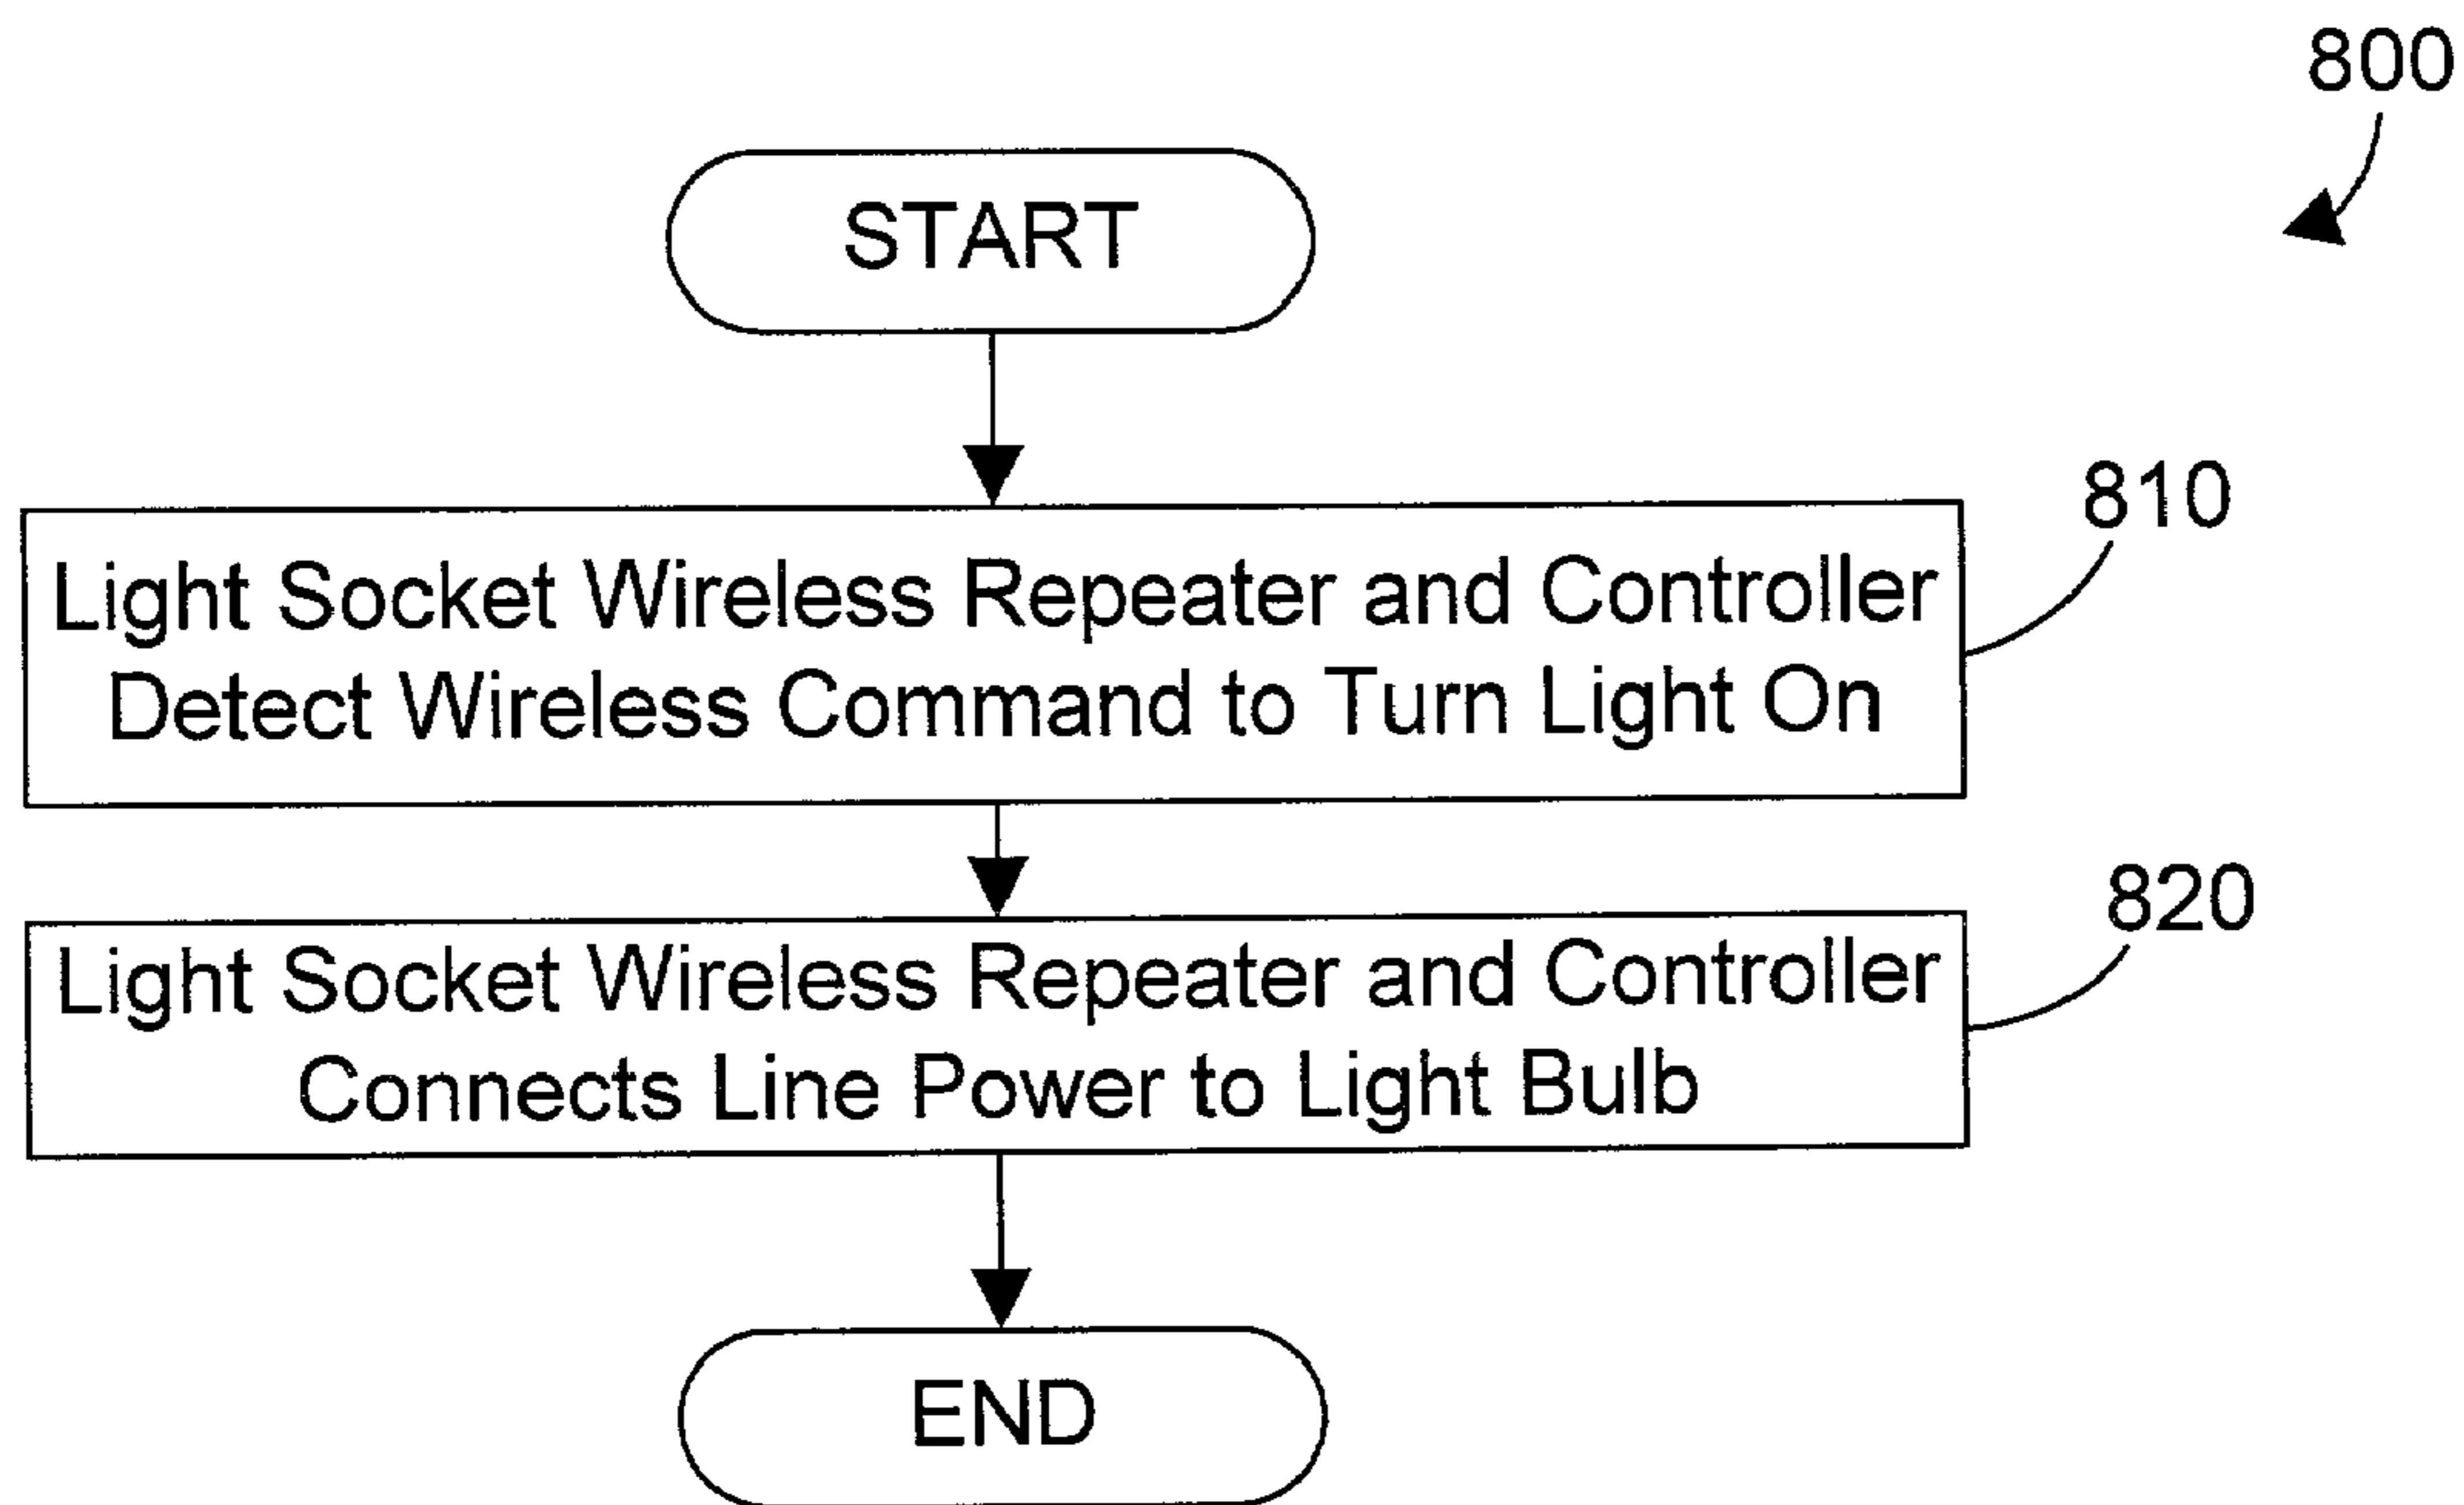 800
START
810
Light Socket Wireless Repeater and Controller
Detect Wireless Command to Turn Light On
820
Light Socket Wireless Repeater and Controller
Connects Line Power to Light Bulb
END